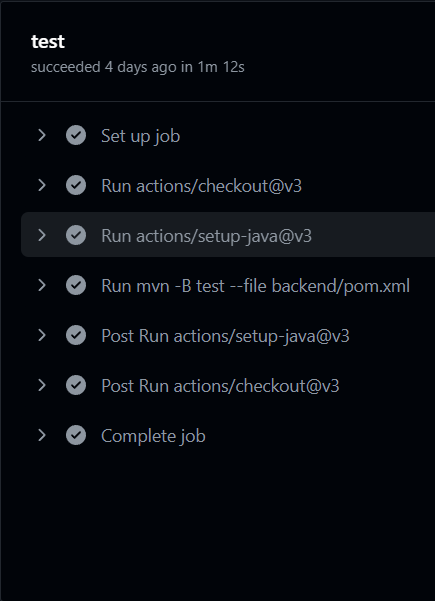 test
succeeded 4 days ago in 1m 12s
Set up job
Run actions/checkout@v3
Run actions/setup-java@v3
Run mvn -B test --file backend/pom.xml
Post Run actions/setup-java@v3
Post Run actions/checkout@v3
Complete job